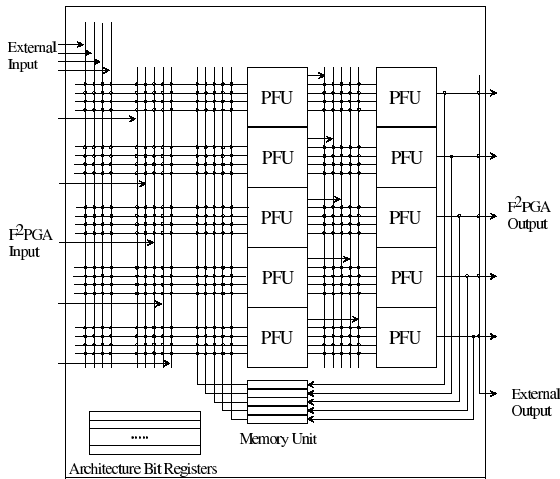 External
Input
PFU PFU
PFU PFU
F²PGA
Input
PFU PFU
F²PGA
Output
PFU PFU
PFU PFU
External
Output
Memory Unit
.....
Architecture Bit Registers